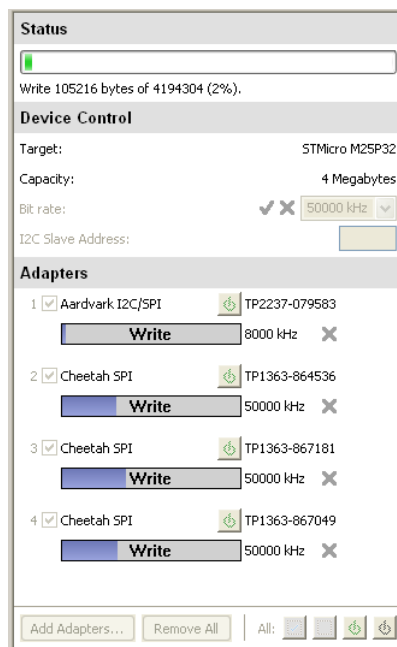 Status
Write 105216 bytes of 4194304 (2%).
Device Control
Target: STMicro M25P32
Capacity: 4 Megabytes
Bit rate: 50000 kHz
I2C Slave Address:
Adapters
1 Aardvark I2C/SPI TP2237-079583
Write 8000 kHz
2 Cheetah SPI TP1363-864536
Write 50000 kHz
3 Cheetah SPI TP1363-867181
Write 50000 kHz
4 Cheetah SPI TP1363-867049
Write 50000 kHz
Add Adapters... Remove All All: